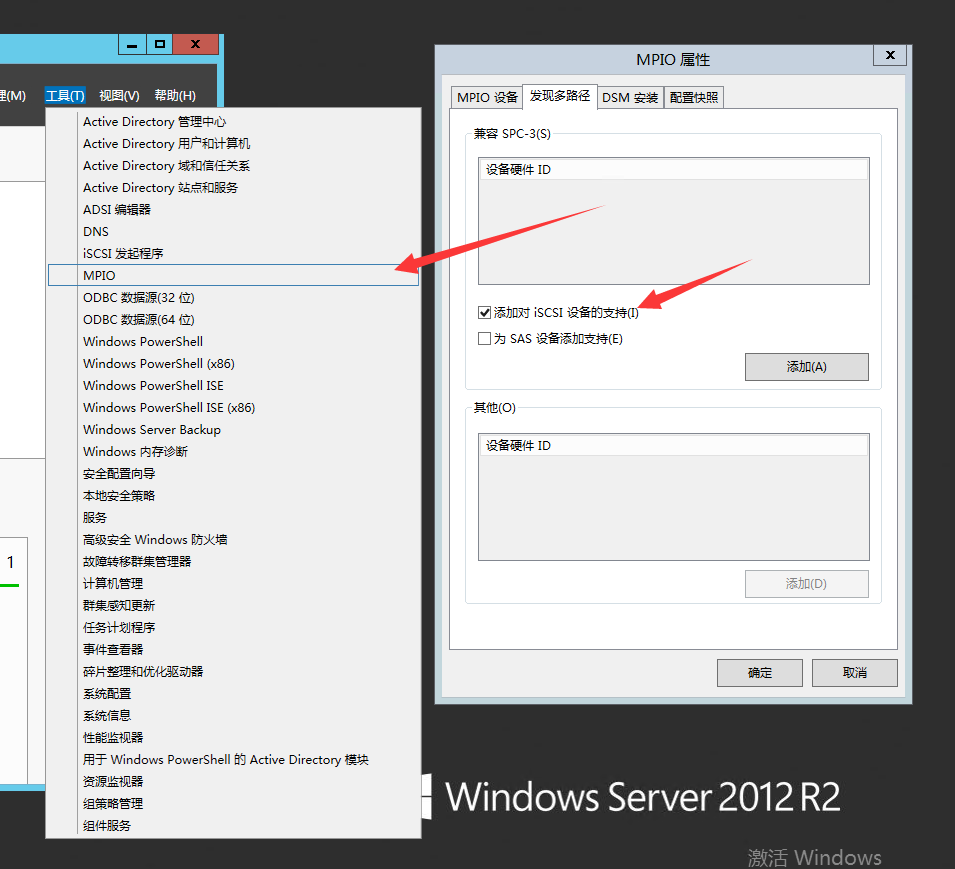 理(M) 工具(T) 视图(V) 帮助(H)
Active Directory 管理中心
Active Directory 用户和计算机
Active Directory 域和信任关系
Active Directory 站点和服务
ADSI 编辑器
DNS
iSCSI 发起程序
MPIO
ODBC 数据源(32 位)
ODBC 数据源(64 位)
Windows PowerShell
Windows PowerShell (x86)
Windows PowerShell ISE
Windows PowerShell ISE (x86)
Windows Server Backup
Windows 内存诊断
安全配置向导
本地安全策略
服务
高级安全 Windows 防火墙
故障转移群集管理器
计算机管理
群集感知更新
任务计划程序
事件查看器
碎片整理和优化驱动器
系统配置
系统信息
性能监视器
用于 Windows PowerShell 的 Active Directory 模块
资源监视器
组策略管理
组件服务
1
MPIO 属性
MPIO 设备 发现多路径 DSM 安装 配置快照
兼容 SPC-3(S)
设备硬件 ID
添加对 iSCSI 设备的支持(I)
为 SAS 设备添加支持(E)
添加(A)
其他(O)
设备硬件 ID
添加(D)
确定 取消
Windows Server 2012 R2
激活 Windows